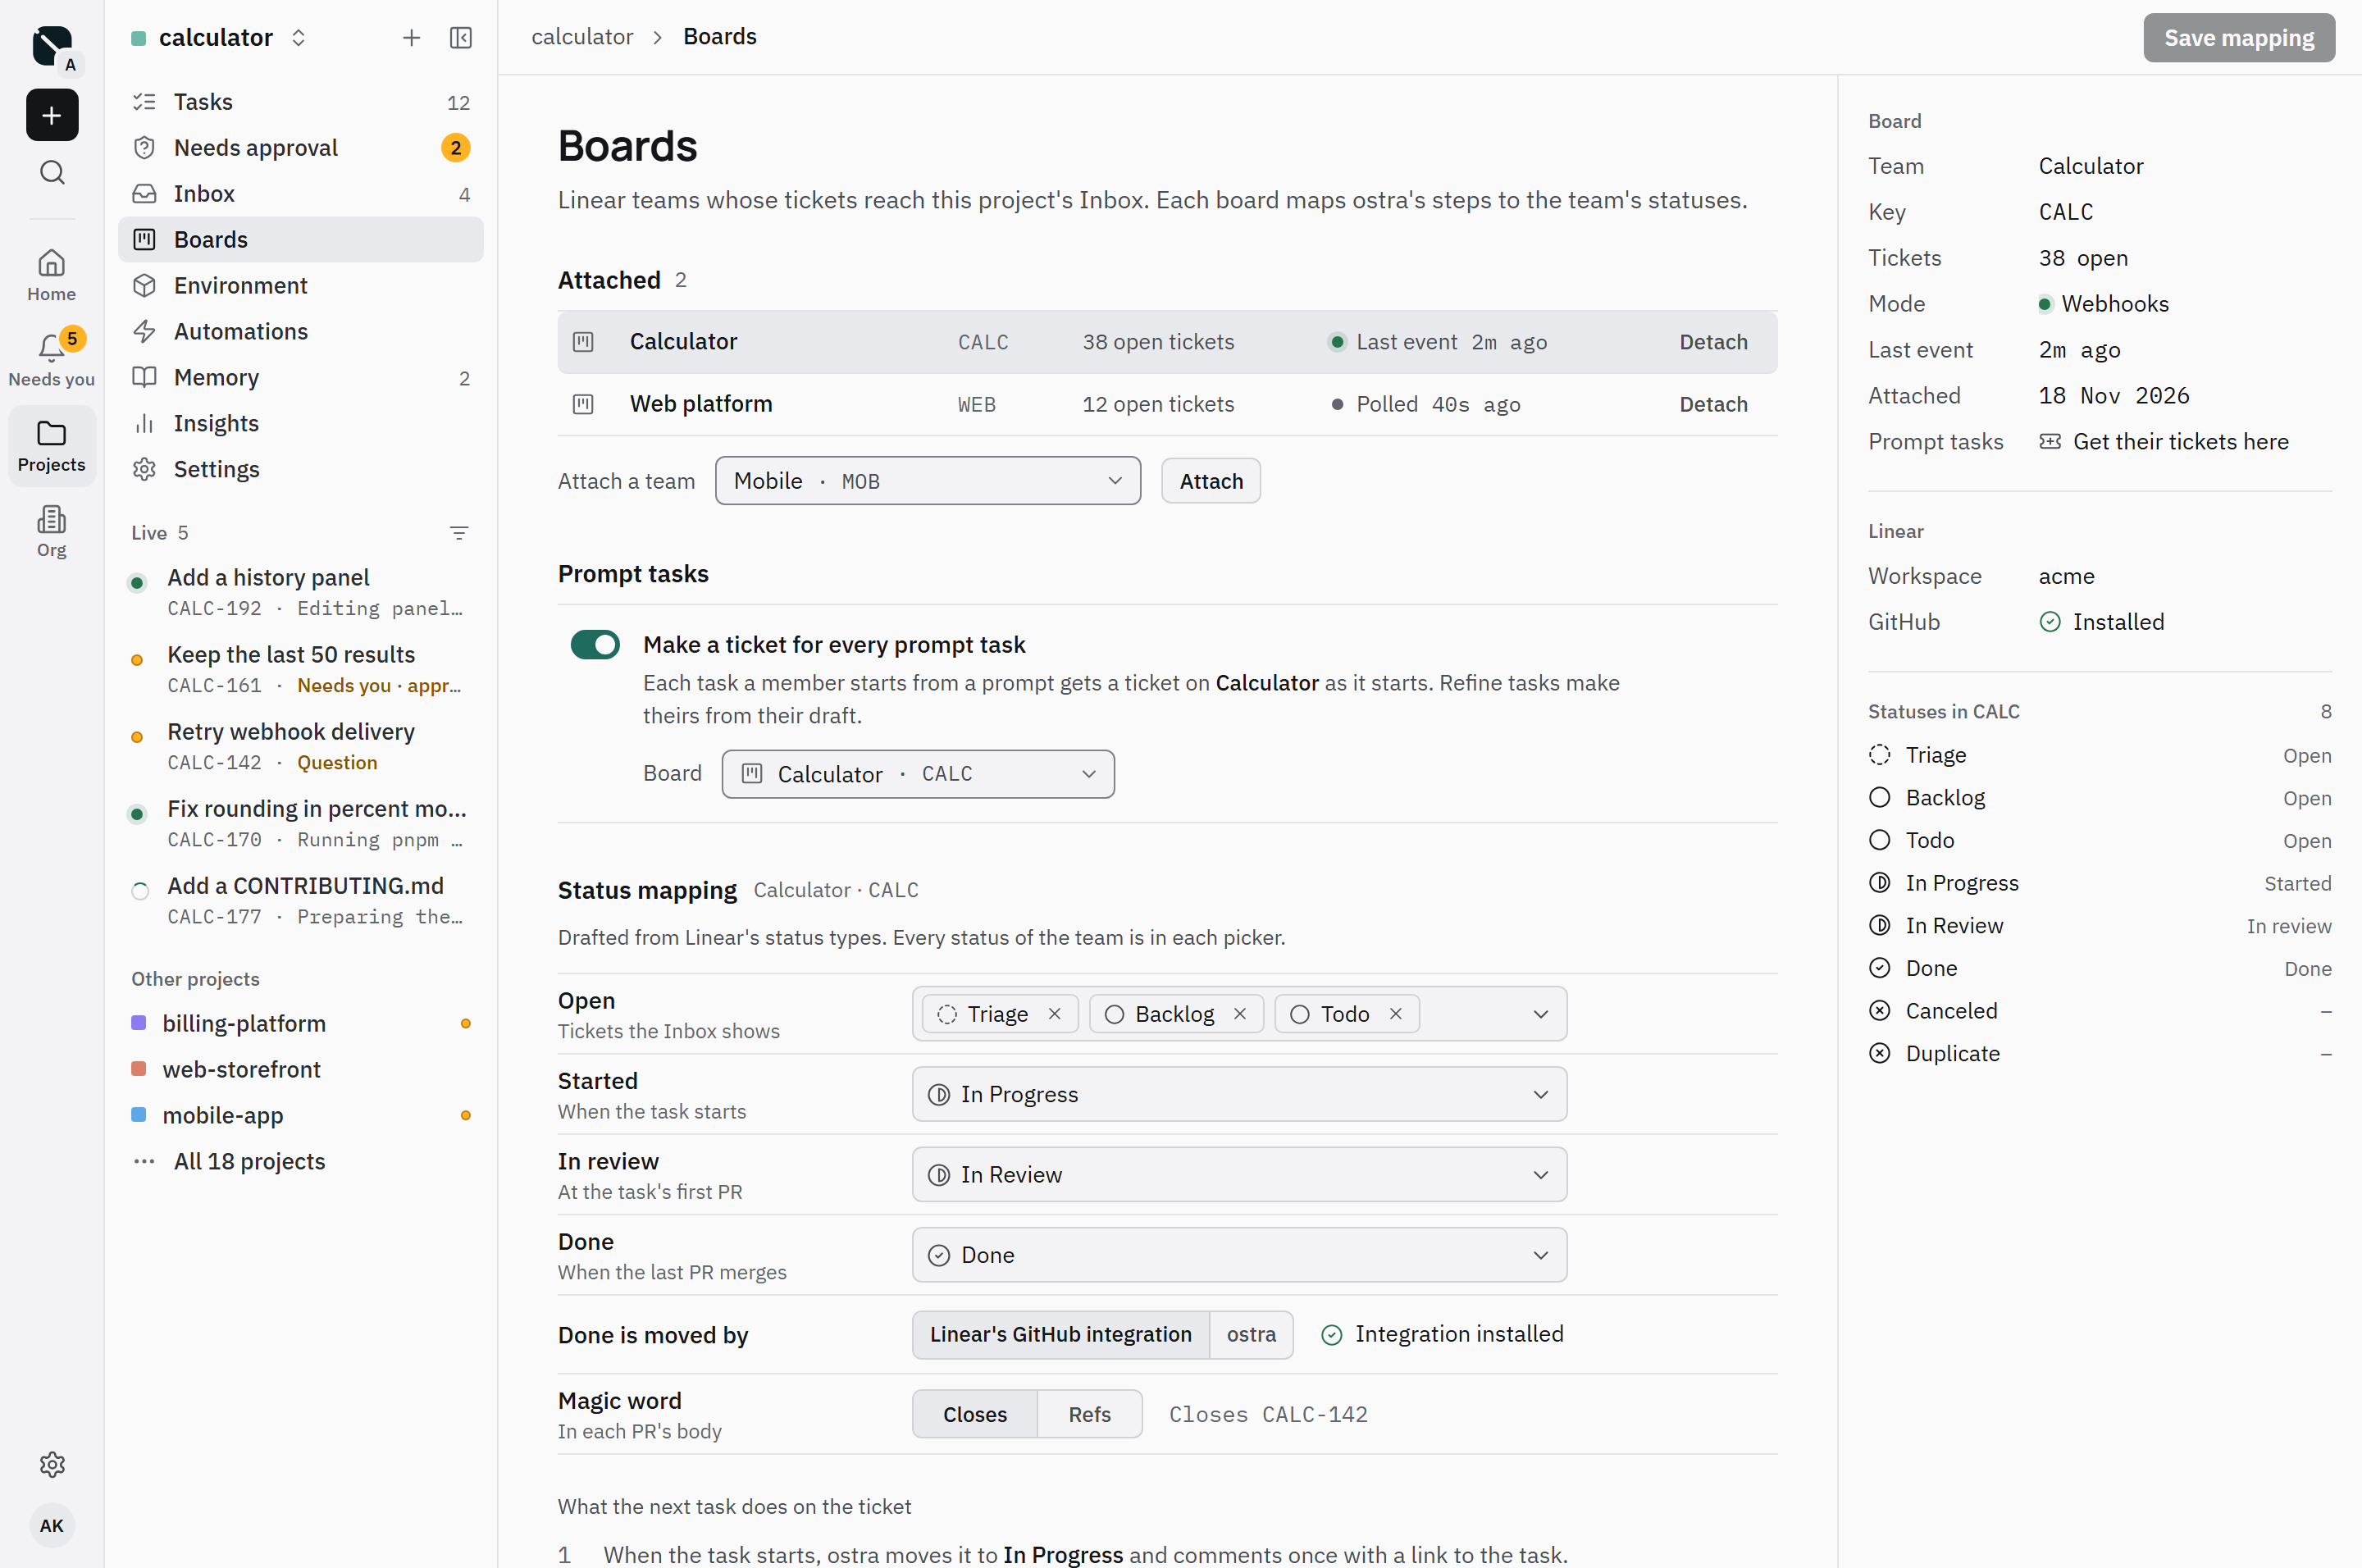 A
Home
5
Needs you
Projects
Org
AK
calculator
Tasks 12
Needs approval 2
Inbox 4
Boards
Environment
Automations
Memory 2
Insights
Settings
Live 5
Add a history panel
CALC-192 · Editing panel…
Keep the last 50 results
CALC-161 · Needs you · appr…
Retry webhook delivery
CALC-142 · Question
Fix rounding in percent mo…
CALC-170 · Running pnpm …
Add a CONTRIBUTING.md
CALC-177 · Preparing the…
Other projects
billing-platform
web-storefront
mobile-app
All 18 projects
calculator > Boards
Save mapping
Boards
Linear teams whose tickets reach this project's Inbox. Each board maps ostra's steps to the team's statuses.
Attached 2
Calculator CALC 38 open tickets Last event 2m ago Detach
Web platform WEB 12 open tickets Polled 40s ago Detach
Attach a team Mobile · MOB Attach
Prompt tasks
Make a ticket for every prompt task
Each task a member starts from a prompt gets a ticket on Calculator as it starts. Refine tasks make
theirs from their draft.
Board Calculator · CALC
Status mapping Calculator · CALC
Drafted from Linear's status types. Every status of the team is in each picker.
Open
Tickets the Inbox shows
Triage Backlog Todo
Started
When the task starts
In Progress
In review
At the task's first PR
In Review
Done
When the last PR merges
Done
Done is moved by Linear's GitHub integration ostra Integration installed
Magic word
In each PR's body
Closes Refs Closes CALC-142
What the next task does on the ticket
1 When the task starts, ostra moves it to In Progress and comments once with a link to the task.
Board
Team Calculator
Key CALC
Tickets 38 open
Mode Webhooks
Last event 2m ago
Attached 18 Nov 2026
Prompt tasks Get their tickets here
Linear
Workspace acme
GitHub Installed
Statuses in CALC 8
Triage Open
Backlog Open
Todo Open
In Progress Started
In Review In review
Done Done
Canceled –
Duplicate –